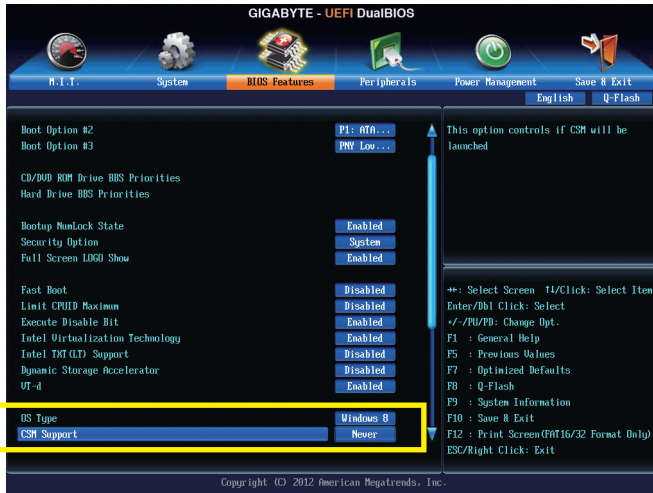 GIGABYTE - UEFI DualBIOS
M.I.T. System BIOS Features Peripherals Power Management Save & Exit
English Q-Flash
Boot Option #2 P1: ATA...
Boot Option #3 PNY Lov...
CD/DVD ROM Drive BBS Priorities
Hard Drive BBS Priorities
Bootup NumLock State Enabled
Security Option System
Full Screen LOGO Show Enabled
Fast Boot Disabled
Limit CPUID Maximum Disabled
Execute Disable Bit Enabled
Intel Virtualization Technology Enabled
Intel TXT(LT) Support Disabled
Dynamic Storage Accelerator Disabled
VT-d Enabled
OS Type Windows 8
CSM Support Never
This option controls if CSM will be
launched
→←: Select Screen ↑↓/Click: Select Item
Enter/Dbl Click: Select
+/-/PU/PD: Change Opt.
F1 : General Help
F5 : Previous Values
F7 : Optimized Defaults
F8 : Q-Flash
F9 : System Information
F10 : Save & Exit
F12 : Print Screen(FAT16/32 Format Only)
ESC/Right Click: Exit
Copyright (C) 2012 American Megatrends, Inc.